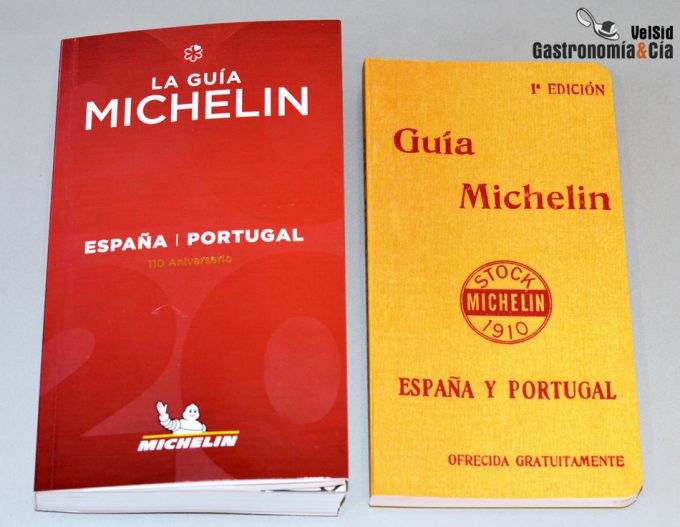 VelSid
Gastronomía&Cía
LA GUÍA
MICHELIN
ESPAÑA | PORTUGAL
110 Aniversario
2020
MICHELIN
1ª EDICIÓN
Guía
Michelin
STOCK
MICHELIN
1910
ESPAÑA Y PORTUGAL
OFRECIDA GRATUITAMENTE